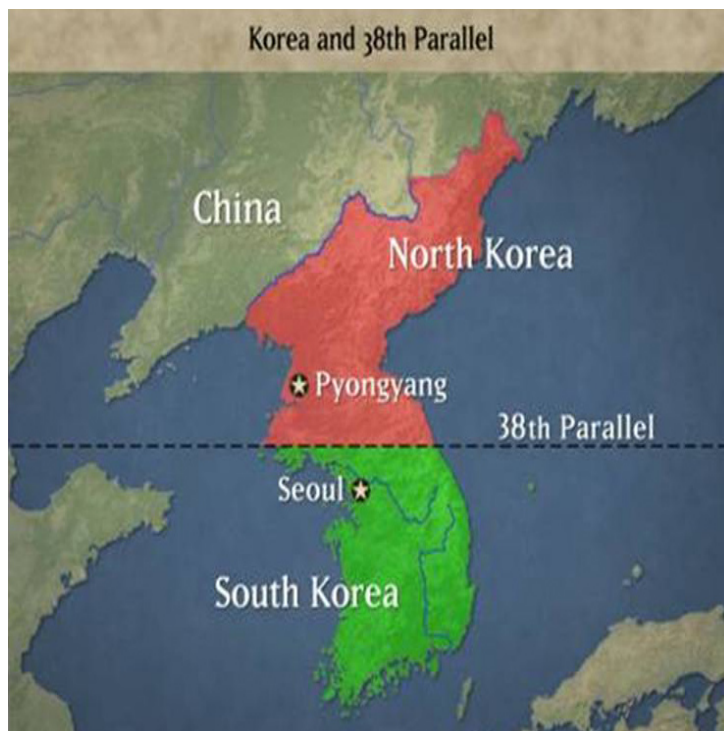 Korea and 38th Parallel
China
North Korea
Pyongyang
38th Parallel
Seoul
South Korea